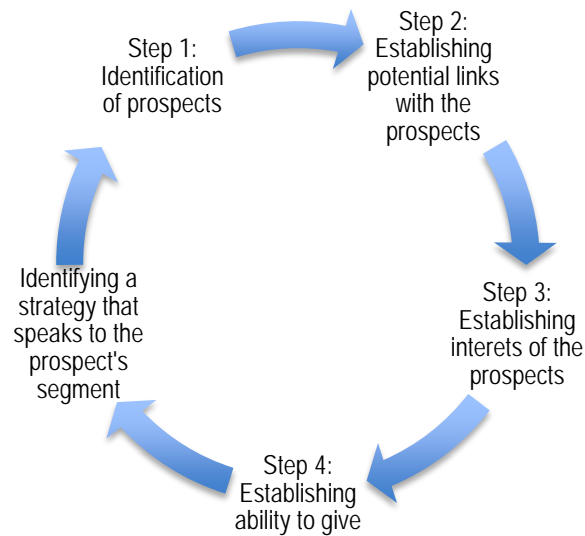 Step 1:
Identification
of prospects
Step 2:
Establishing
potential links
with the
prospects
Step 3:
Establishing
interets of the
prospects
Step 4:
Establishing
ability to give
Identifying a
strategy that
speaks to the
prospect's
segment